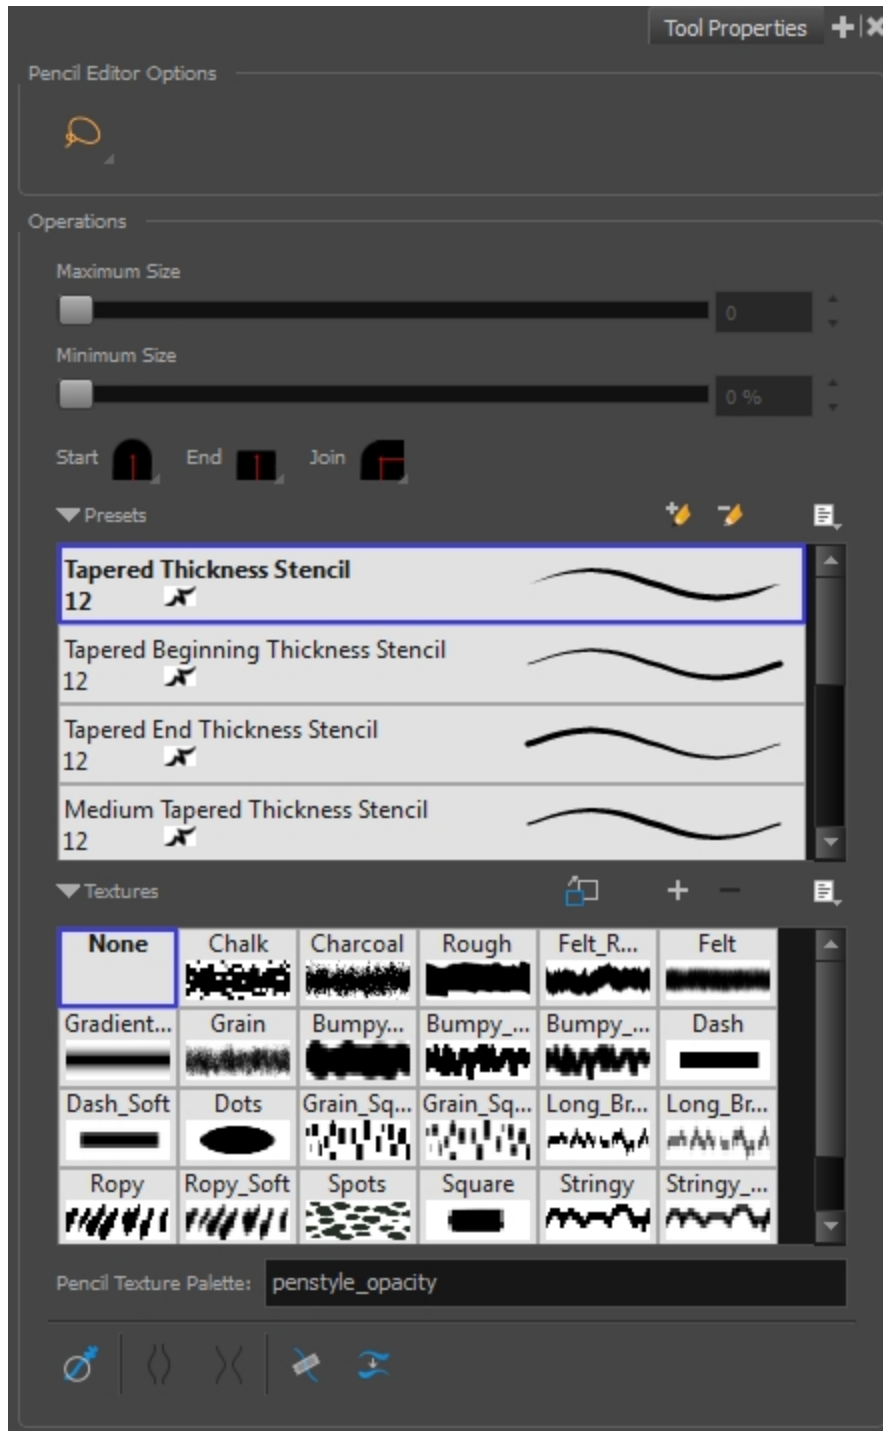 Tool Properties
Pencil Editor Options
Operations
Maximum Size
0
Minimum Size
0 %
Start End Join
Presets
Tapered Thickness Stencil
12
Tapered Beginning Thickness Stencil
12
Tapered End Thickness Stencil
12
Medium Tapered Thickness Stencil
12
Textures
None Chalk Charcoal Rough Felt_R... Felt
Gradient... Grain Bumpy... Bumpy_... Bumpy_... Dash
Dash_Soft Dots Grain_Sq... Grain_Sq... Long_Br... Long_Br...
Ropy Ropy_Soft Spots Square Stringy Stringy_...
Pencil Texture Palette: penstyle_opacity